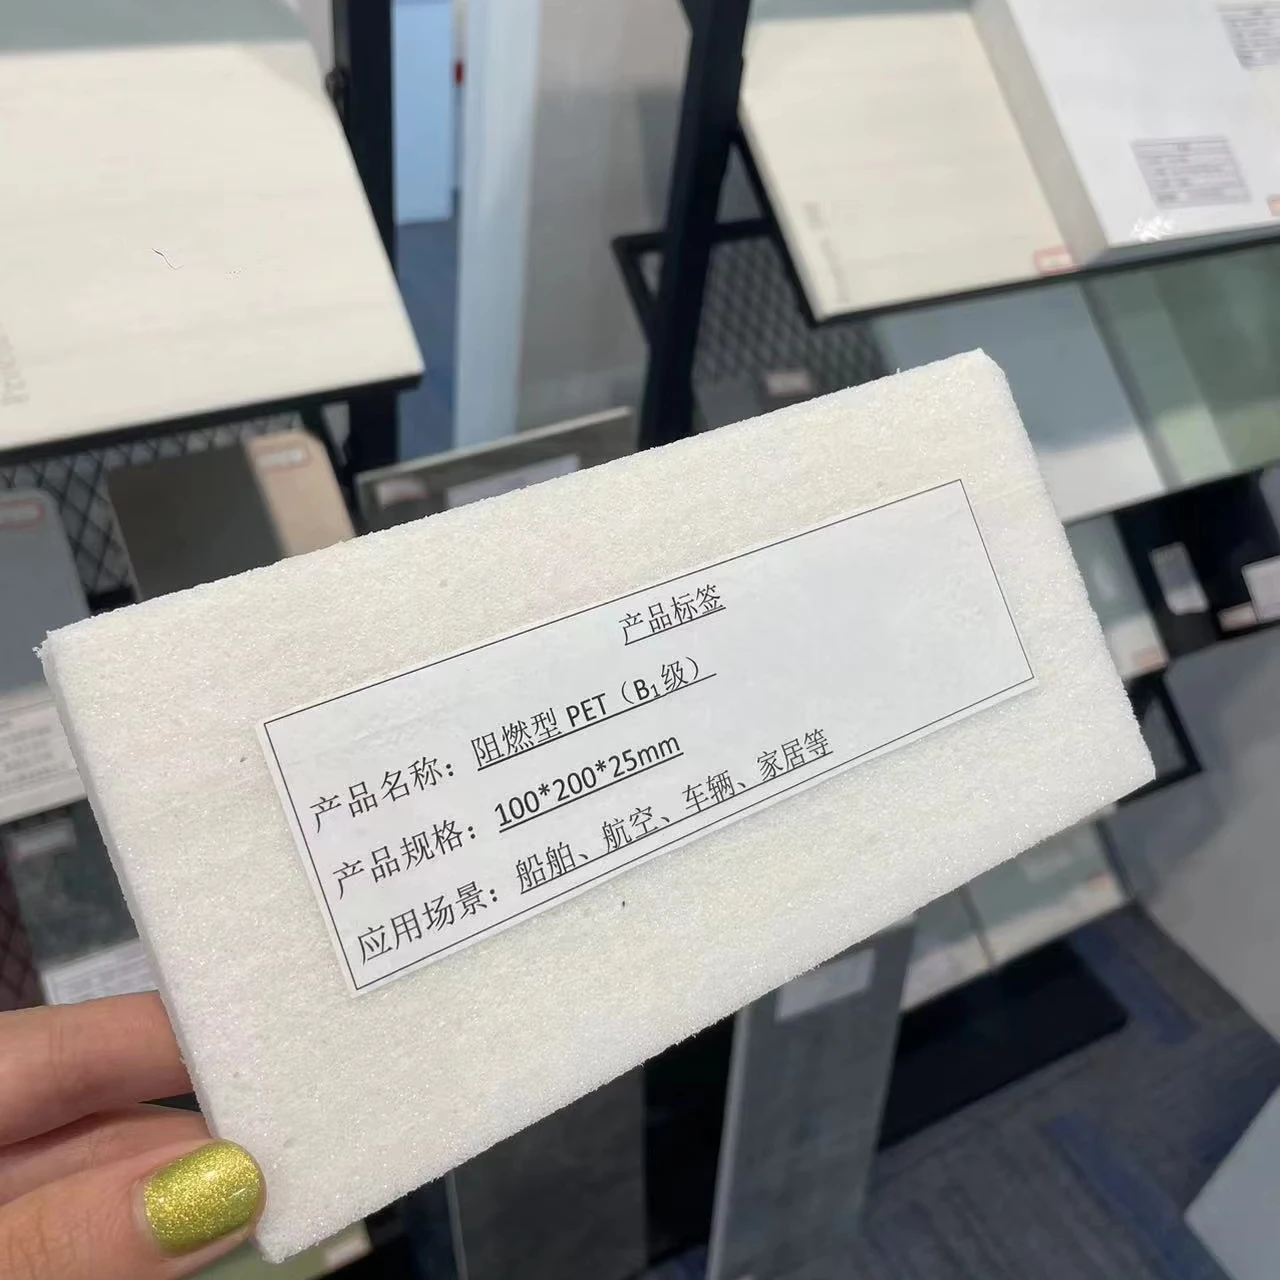 产品标签
产品名称：阻燃型 PET（B₁级）
产品规格：100*200*25mm
应用场景：船舶、航空、车辆、家居等